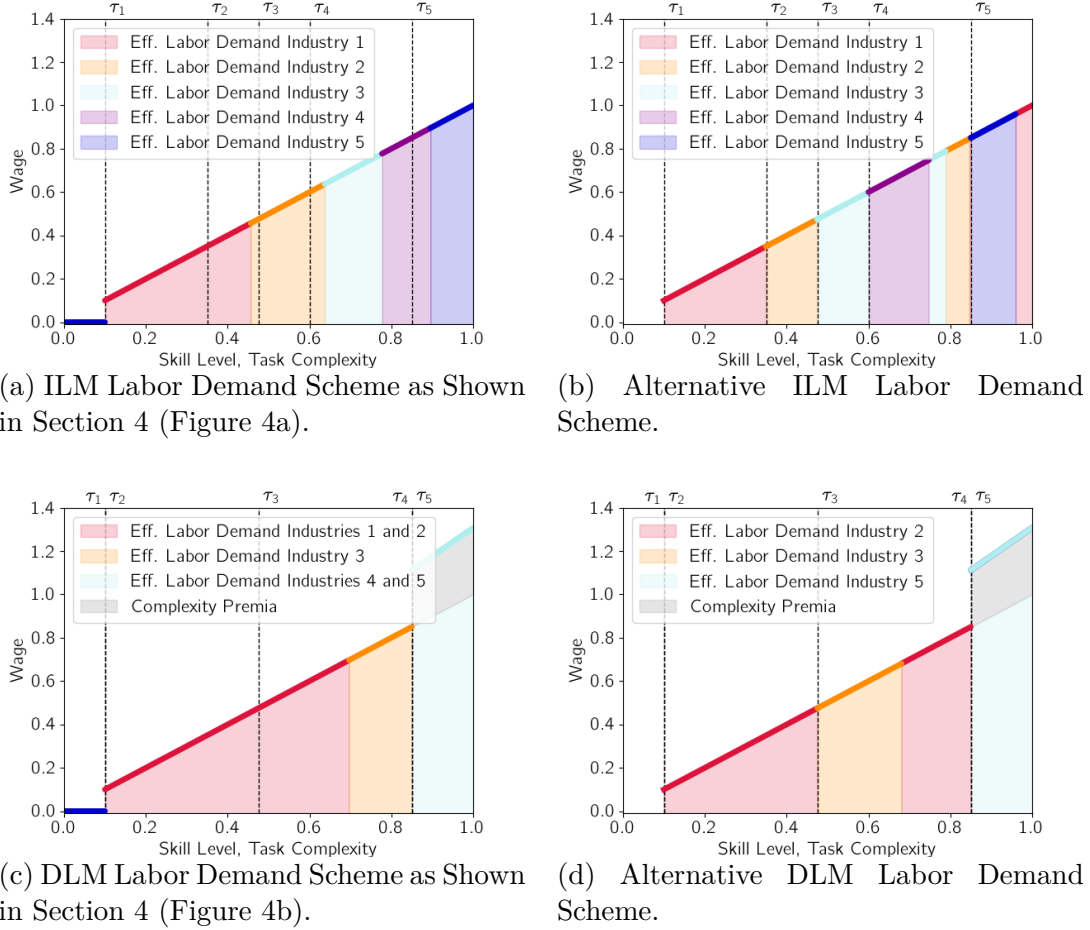 τ1 τ2 τ3 τ4 τ5
1.4
1.2
1.0
0.8
0.6
0.4
0.2
0.0
Wage
Eff. Labor Demand Industry 1
Eff. Labor Demand Industry 2
Eff. Labor Demand Industry 3
Eff. Labor Demand Industry 4
Eff. Labor Demand Industry 5
0.0 0.2 0.4 0.6 0.8 1.0
Skill Level, Task Complexity
(a) ILM Labor Demand Scheme as Shown
in Section 4 (Figure 4a).
τ1 τ2 τ3 τ4 τ5
1.4
1.2
1.0
0.8
0.6
0.4
0.2
0.0
Wage
Eff. Labor Demand Industry 1
Eff. Labor Demand Industry 2
Eff. Labor Demand Industry 3
Eff. Labor Demand Industry 4
Eff. Labor Demand Industry 5
0.0 0.2 0.4 0.6 0.8 1.0
Skill Level, Task Complexity
(b) Alternative ILM Labor Demand
Scheme.
τ1 τ2 τ3 τ4 τ5
1.4
1.2
1.0
0.8
0.6
0.4
0.2
0.0
Wage
Eff. Labor Demand Industries 1 and 2
Eff. Labor Demand Industry 3
Eff. Labor Demand Industries 4 and 5
Complexity Premia
0.0 0.2 0.4 0.6 0.8 1.0
Skill Level, Task Complexity
(c) DLM Labor Demand Scheme as Shown
in Section 4 (Figure 4b).
τ1 τ2 τ3 τ4 τ5
1.4
1.2
1.0
0.8
0.6
0.4
0.2
0.0
Wage
Eff. Labor Demand Industry 2
Eff. Labor Demand Industry 3
Eff. Labor Demand Industry 5
Complexity Premia
0.0 0.2 0.4 0.6 0.8 1.0
Skill Level, Task Complexity
(d) Alternative DLM Labor Demand
Scheme.